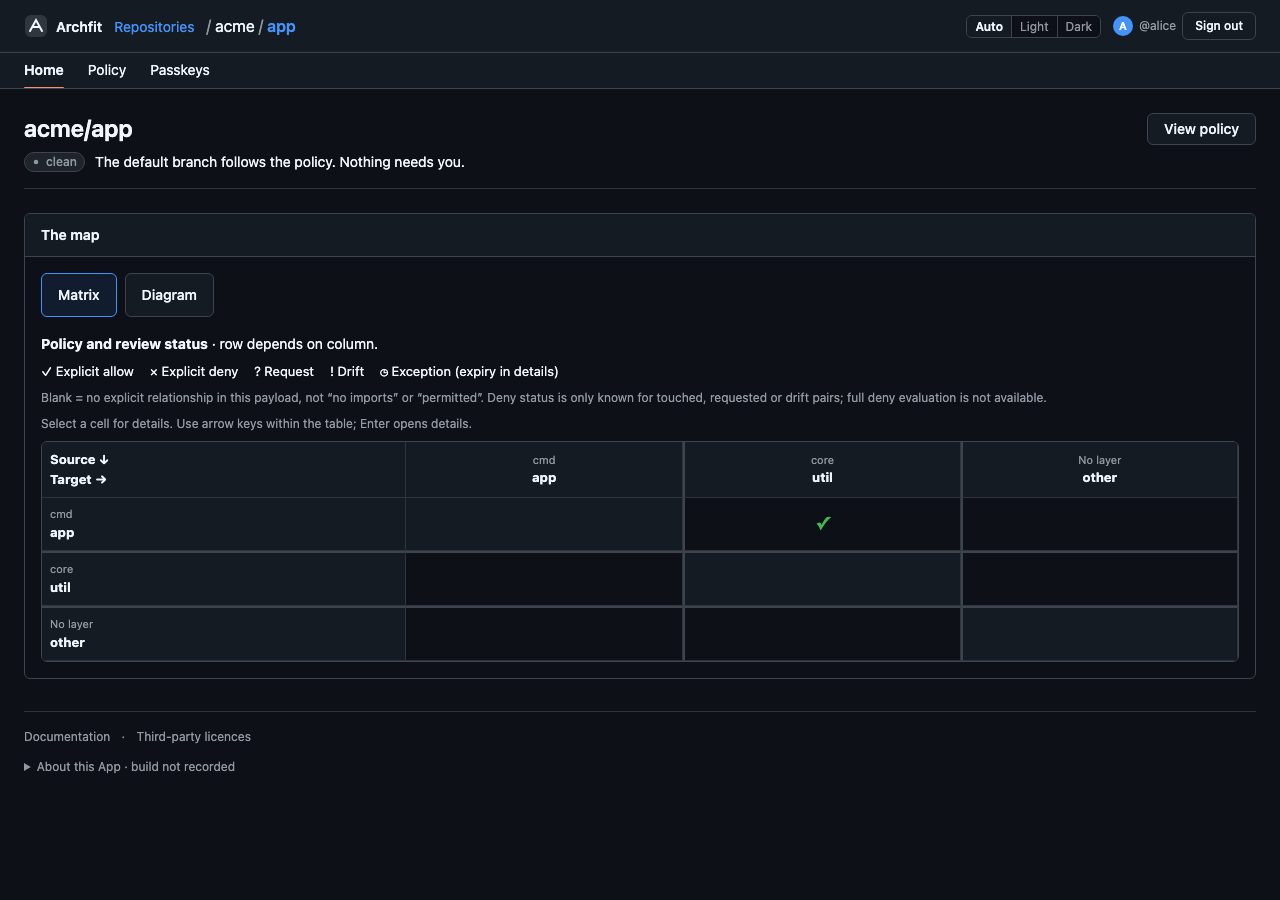 Archfit Repositories / acme / app
Auto Light Dark A @alice Sign out
Home Policy Passkeys
acme/app
View policy
• clean The default branch follows the policy. Nothing needs you.
The map
Matrix Diagram
Policy and review status · row depends on column.
✓ Explicit allow × Explicit deny ? Request ! Drift ◷ Exception (expiry in details)
Blank = no explicit relationship in this payload, not “no imports” or “permitted”. Deny status is only known for touched, requested or drift pairs; full deny evaluation is not available.
Select a cell for details. Use arrow keys within the table; Enter opens details.
Source ↓
Target →
cmd
app
core
util
No layer
other
cmd
app
✓
core
util
No layer
other
Documentation · Third-party licences
▶ About this App · build not recorded